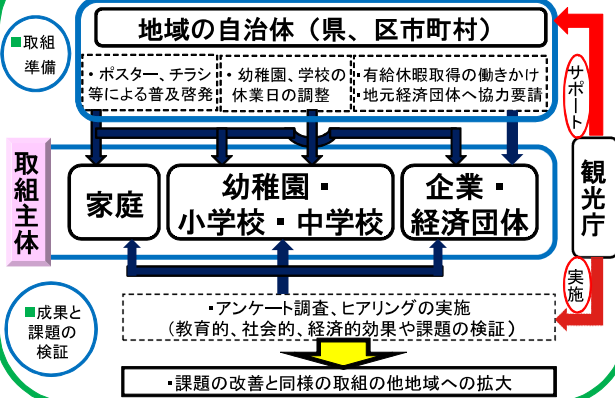 地域の自治体（県、区市町村）
■取組
準備
・ポスター、チラシ
等による普及啓発
・幼稚園、学校の
休業日の調整
・有給休暇取得の働きかけ
・地元経済団体へ協力要請
サポート
取組主体
家庭
幼稚園・
小学校・中学校
企業・
経済団体
観光庁
実施
■成果と
課題の
検証
・アンケート調査、ヒアリングの実施
（教育的、社会的、経済的効果や課題の検証）
・課題の改善と同様の取組の他地域への拡大